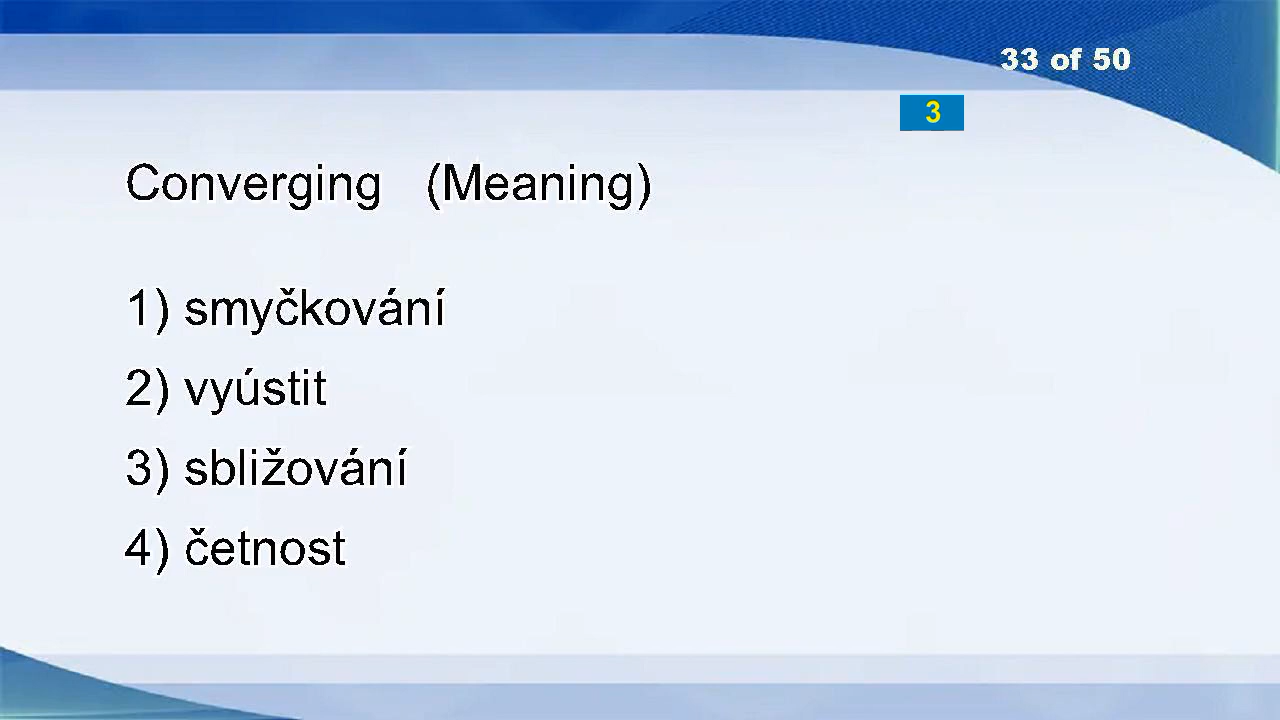 33 of 50
3
Converging (Meaning)
1) smyčkování
2) vyústit
3) sbližování
4) četnost